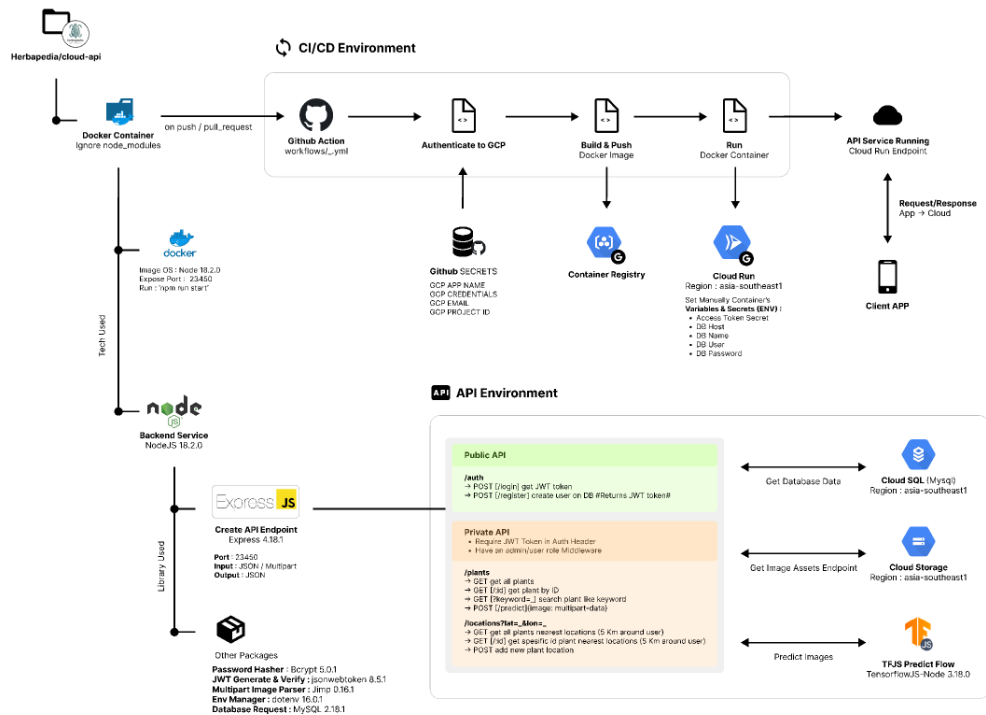 Herbapedia/cloud-api
CI/CD Environment
Docker Container
Ignore node_modules
on push / pull_request
Github Action
workflows/_.yml
Authenticate to GCP
Build & Push
Docker Image
Run
Docker Container
API Service Running
Cloud Run Endpoint
Request/Response
App → Cloud
Client APP
docker
Image OS : Node 18.2.0
Expose Port : 23450
Run : 'npm run start'
Github SECRETS
GCP APP NAME
GCP CREDENTIALS
GCP EMAIL
GCP PROJECT ID
Container Registry
Cloud Run
Region : asia-southeast1
Set Manually Container's
Variables & Secrets (ENV) :
• Access Token Secret
• DB Host
• DB Name
• DB User
• DB Password
Tech Used
node
JS
Backend Service
NodeJS 18.2.0
API
API Environment
Express
JS
Create API Endpoint
Express 4.18.1
Port : 23450
Input : JSON / Multipart
Output : JSON
Library Used
Other Packages
Password Hasher : Bcrypt 5.0.1
JWT Generate & Verify : jsonwebtoken 8.5.1
Multipart Image Parser : Jimp 0.16.1
Env Manager : dotenv 16.0.1
Database Request : MySQL 2.18.1
Public API
/auth
→ POST [/login] get JWT token
→ POST [/register] create user on DB #Returns JWT token#
Private API
• Require JWT Token in Auth Header
• Have an admin/user role Middleware
/plants
→ GET get all plants
→ GET [/:id] get plant by ID
→ GET [?keyword=_] search plant like keyword
→ POST [/predict](image: multipart-data)
/locations?lat=_&lon=_
→ GET get all plants nearest locations (5 Km around user)
→ GET [/:id] get spesific id plant nearest locations (5 Km around user)
→ POST add new plant location
Get Database Data
Cloud SQL (Mysql)
Region : asia-southeast1
Get Image Assets Endpoint
Cloud Storage
Region : asia-southeast1
Predict Images
JS
TFJS Predict Flow
TensorflowJS-Node 3.18.0